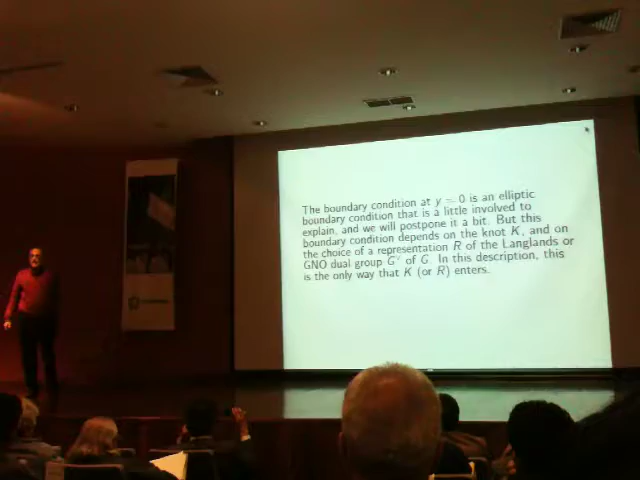 The boundary condition at y = 0 is an elliptic
boundary condition that is a little involved to
explain, and we will postpone it a bit. But this
boundary condition depends on the knot K, and on
the choice of a representation R of the Langlands or
GNO dual group G^∨ of G. In this description, this
is the only way that K (or R) enters.